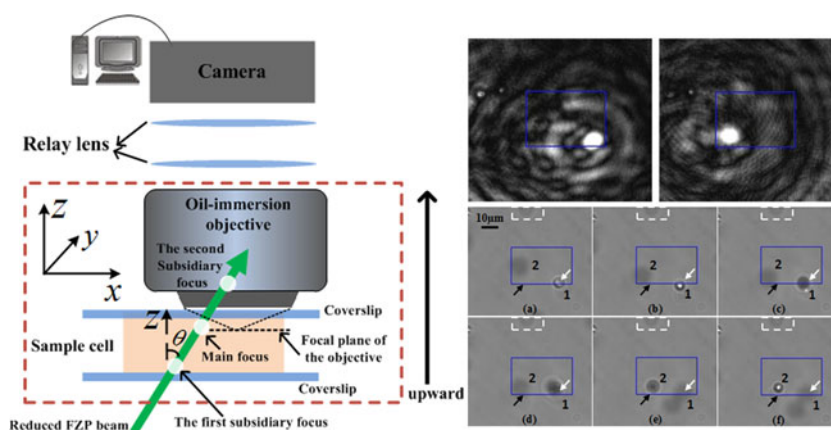 Camera
Relay lens
Oil-immersion
objective
z
y
x
The second
Subsidiary
focus
Coverslip
z
θ
Sample cell
Main focus
Focal plane of
the objective
Coverslip
upward
Reduced FZP beam
The first subsidiary focus
10μm
2
1
(a)
2
1
(b)
2
1
(c)
2
1
(d)
2
1
(e)
2
1
(f)